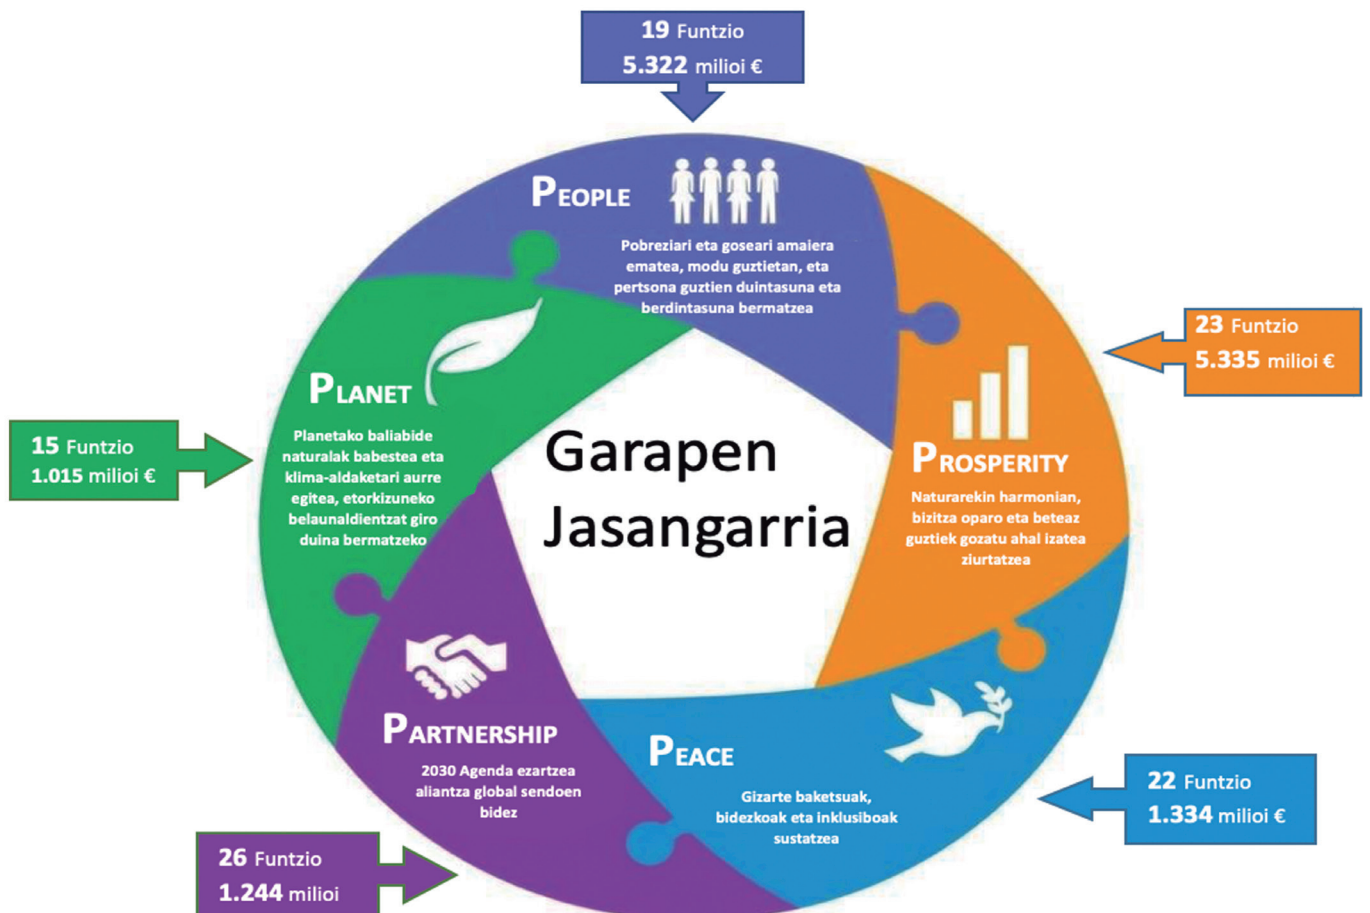 19 Funtzio
5.322 milioi €
PEOPLE
Pobreziari eta goseari amaiera
ematea, modu guztietan, eta
pertsona guztien duintasuna eta
berdintasuna bermatzea
23 Funtzio
5.335 milioi €
PROSPERITY
Naturarekin harmonian,
bizitza oparo eta beteaz
guztiek gozatu ahal izatea
ziurtatzea
PLANET
Planetako baliabide
naturalak babestea eta
klima-aldaketari aurre
egitea, etorkizuneko
belaunaldientzat giro
duina bermatzeko
15 Funtzio
1.015 milioi €
Garapen
Jasangarria
PARTNERSHIP
2030 Agenda ezartzea
aliantza global sendoen
bidez
26 Funtzio
1.244 milioi
PEACE
Gizarte baketsuak,
bidezkoak eta inklusiboak
sustatzea
22 Funtzio
1.334 milioi €